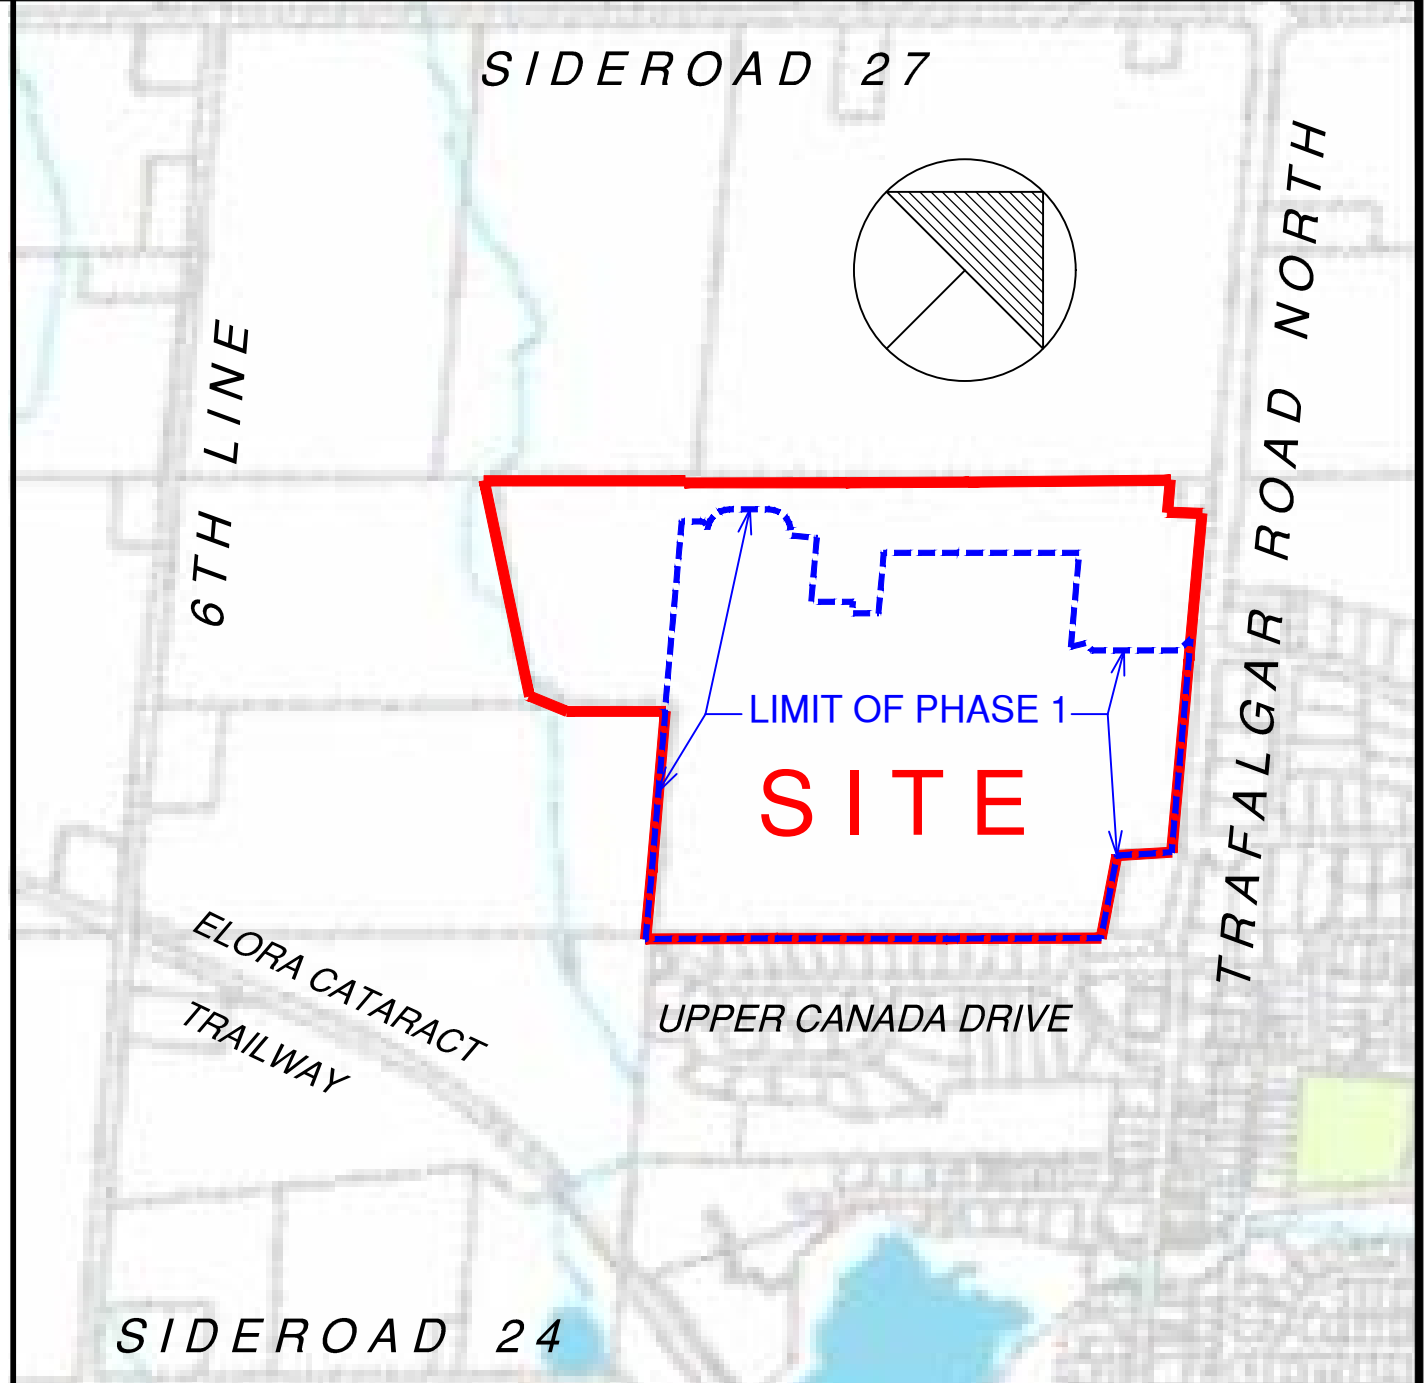 SIDEROAD 27
TRAFALGAR ROAD NORTH
6TH LINE
LIMIT OF PHASE 1
SITE
ELORA CATARACT
TRAILWAY
UPPER CANADA DRIVE
SIDEROAD 24